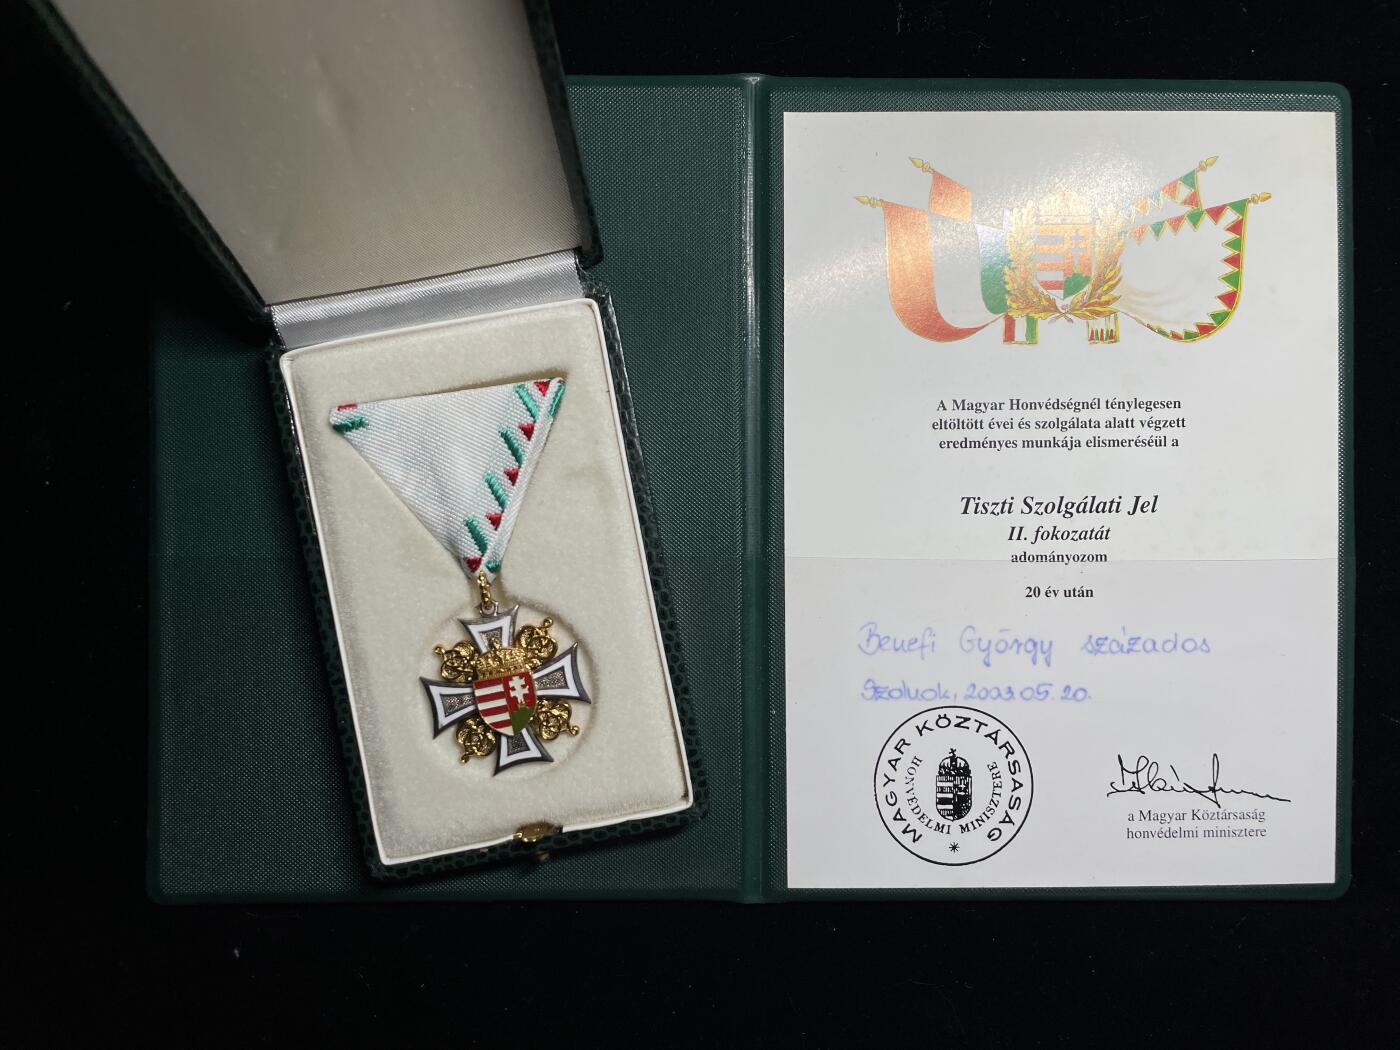 A Magyar Honvédségnél ténylegesen
eltöltött évei és szolgálata alatt végzett
eredményes munkája elismeréséül a
Tiszti Szolgálati Jel
II. fokozatát
adományozom
20 év után
Benefi György százados
Szolnok, 2003.05.20.
MAGYAR KÖZTÁRSASÁG
HONVÉDELMI MINISZTERE
a Magyar Köztársaság
honvédelmi minisztere